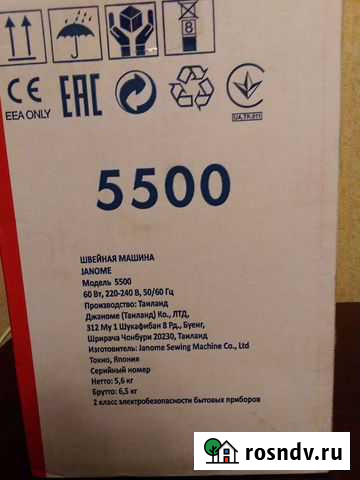 8
CE
EAC
EEA ONLY
UA.TR.011
5500
ШВЕЙНАЯ МАШИНА
JANOME
Модель 5500
60 Вт, 220-240 В, 50/60 Гц
Производство: Таиланд
Джаноме (Таиланд) Ко., ЛТД,
312 Му 1 Шукафибан 8 Рд., Буенг,
Шрирача Чонбури 20230, Таиланд
Изготовитель: Janome Sewing Machine Co., Ltd
Токио, Япония
Серийный номер
Нетто: 5,6 кг
Брутто: 6,5 кг
2 класс электробезопасности бытовых приборов
rosndv.ru